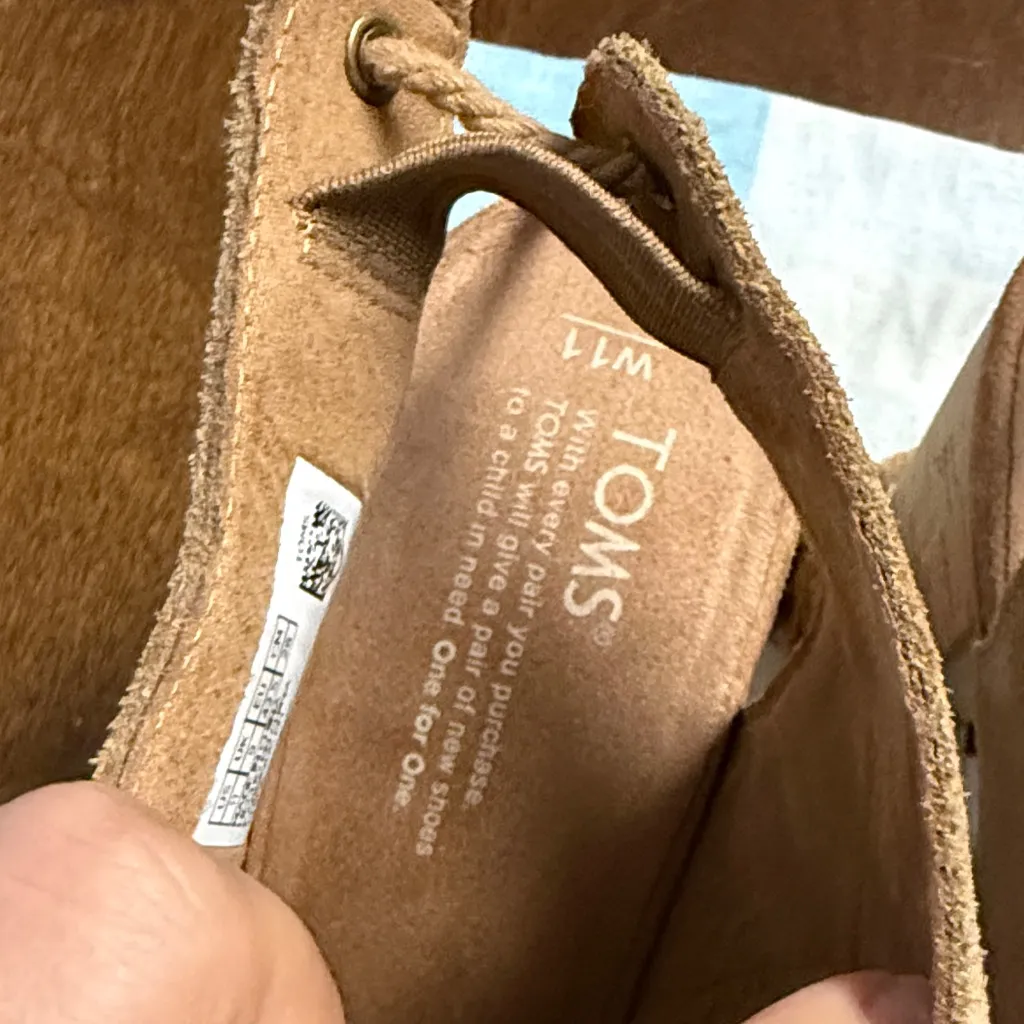 W11
TOMS®
With every pair you purchase,
TOMS will give a pair of new shoes
to a child in need. One for One.